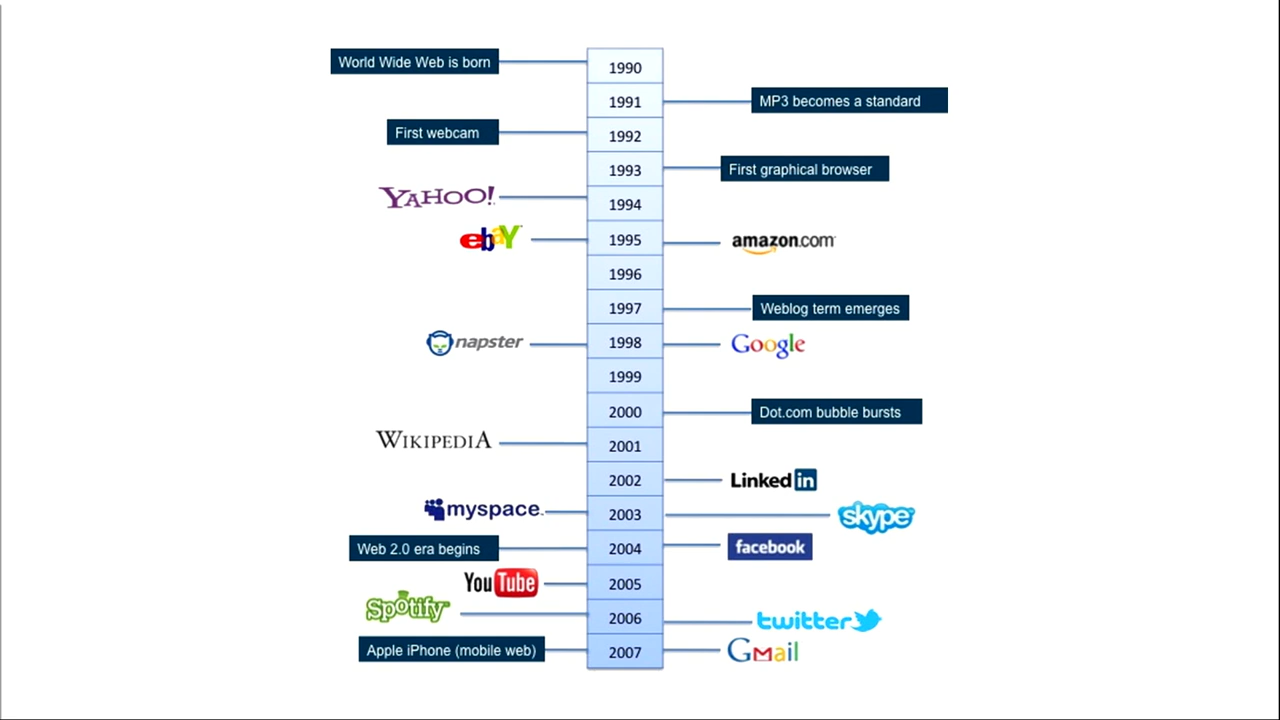 World Wide Web is born
1990
1991
MP3 becomes a standard
First webcam
1992
1993
First graphical browser
YAHOO!
1994
ebaY
1995
amazon.com
1996
1997
Weblog term emerges
napster
1998
Google
1999
2000
Dot.com bubble bursts
WIKIPEDIA
2001
2002
Linked in
myspace.
2003
skype
Web 2.0 era begins
2004
facebook
YouTube
2005
Spotify
2006
twitter
Apple iPhone (mobile web)
2007
GMail